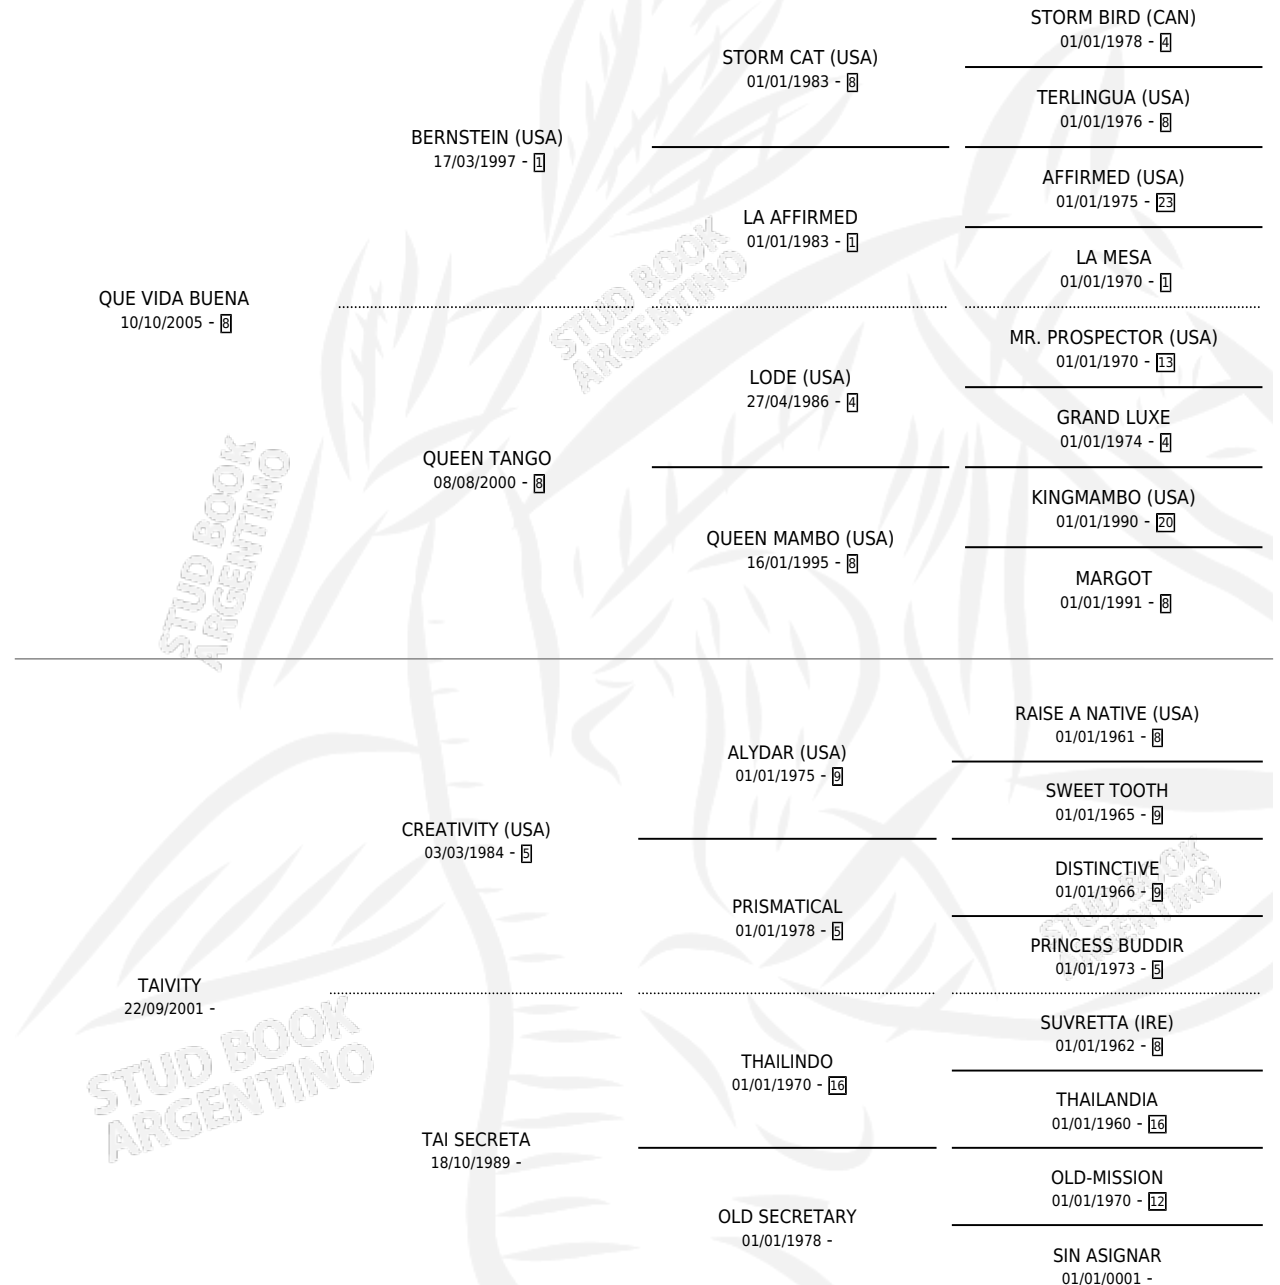 STORM BIRD (CAN)
01/01/1978 - 4
STORM CAT (USA)
01/01/1983 - 8
TERLINGUA (USA)
01/01/1976 - 8
BERNSTEIN (USA)
17/03/1997 - 1
AFFIRMED (USA)
01/01/1975 - 23
LA AFFIRMED
01/01/1983 - 1
LA MESA
01/01/1970 - 1
QUE VIDA BUENA
10/10/2005 - 8
MR. PROSPECTOR (USA)
01/01/1970 - 13
LODE (USA)
27/04/1986 - 4
GRAND LUXE
01/01/1974 - 4
QUEEN TANGO
08/08/2000 - 8
KINGMAMBO (USA)
01/01/1990 - 20
QUEEN MAMBO (USA)
16/01/1995 - 8
MARGOT
01/01/1991 - 8
RAISE A NATIVE (USA)
01/01/1961 - 8
ALYDAR (USA)
01/01/1975 - 9
SWEET TOOTH
01/01/1965 - 9
CREATIVITY (USA)
03/03/1984 - 5
DISTINCTIVE
01/01/1966 - 9
PRISMATICAL
01/01/1978 - 5
PRINCESS BUDDIR
01/01/1973 - 5
TAIVITY
22/09/2001 -
SUVRETTA (IRE)
01/01/1962 - 8
THAILINDO
01/01/1970 - 16
THAILANDIA
01/01/1960 - 16
TAI SECRETA
18/10/1989 -
OLD-MISSION
01/01/1970 - 12
OLD SECRETARY
01/01/1978 -
SIN ASIGNAR
01/01/0001 -
STUD BOOK
ARGENTINO
STUD BOOK
ARGENTINO
STUD BOOK
ARGENTINO
STUD BOOK
ARGENTINO